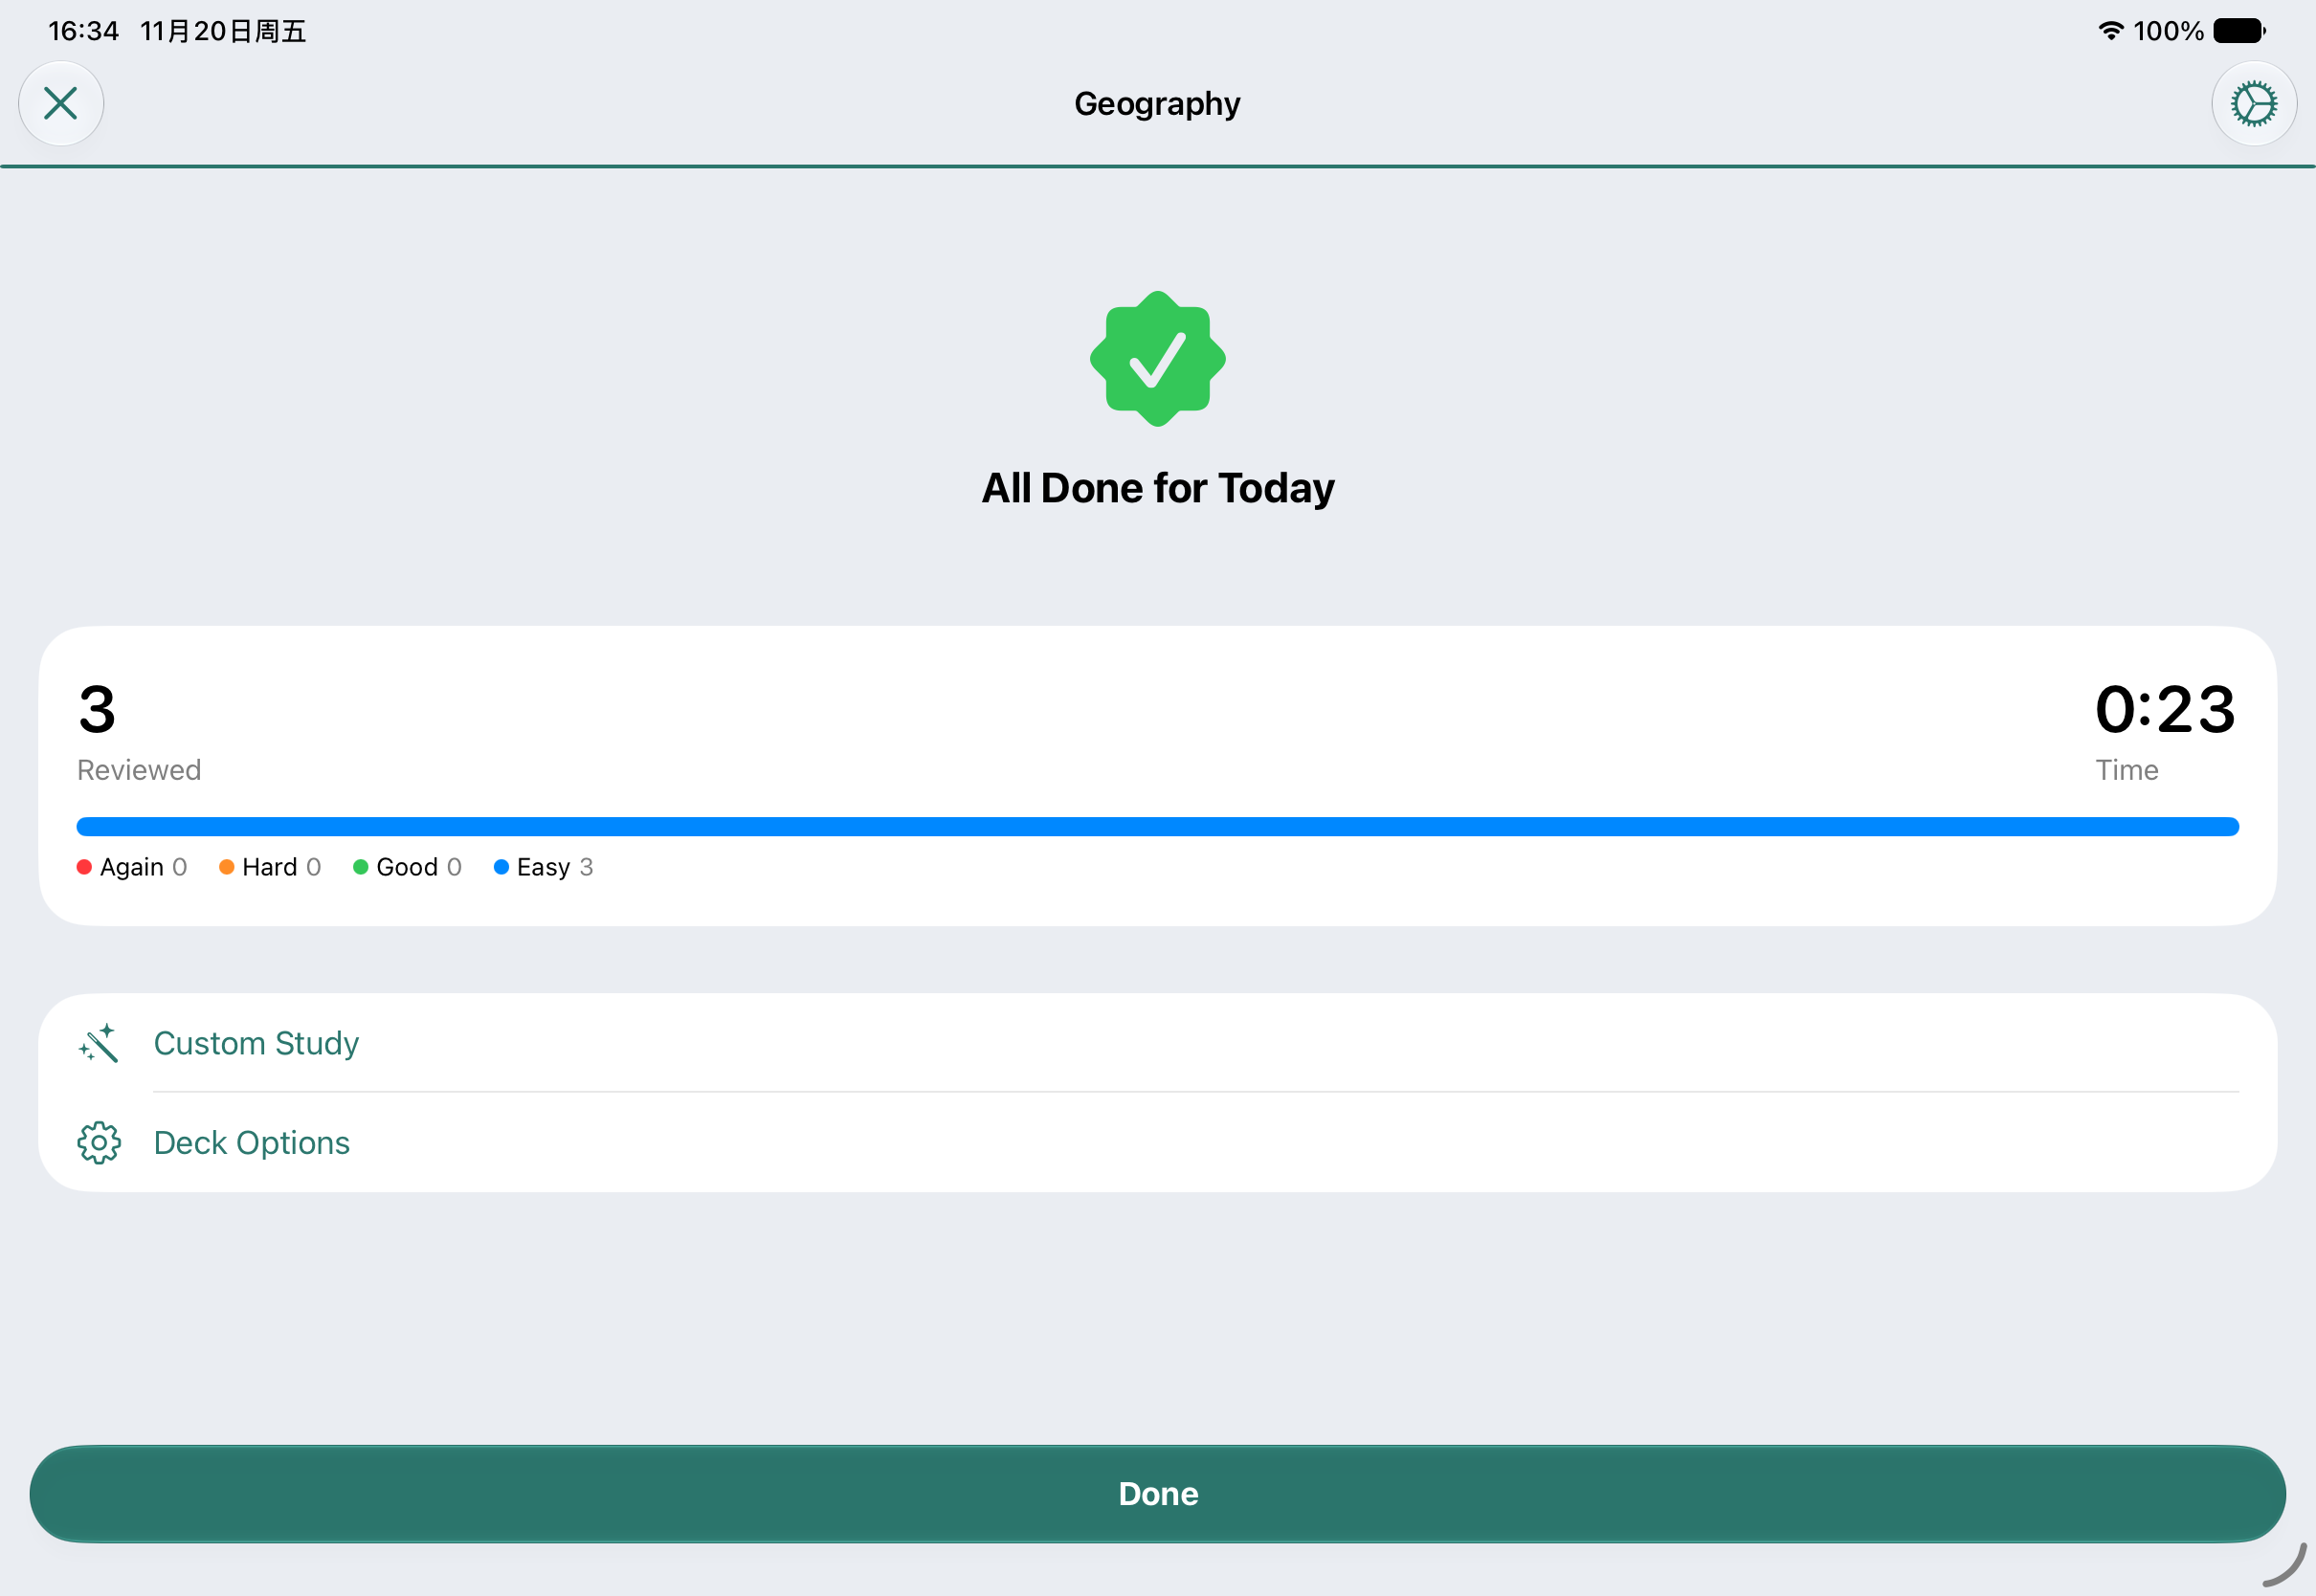 16:34 11月20日周五 100%
Geography
All Done for Today
3 0:23
Reviewed Time
Again 0 Hard 0 Good 0 Easy 3
Custom Study
Deck Options
Done